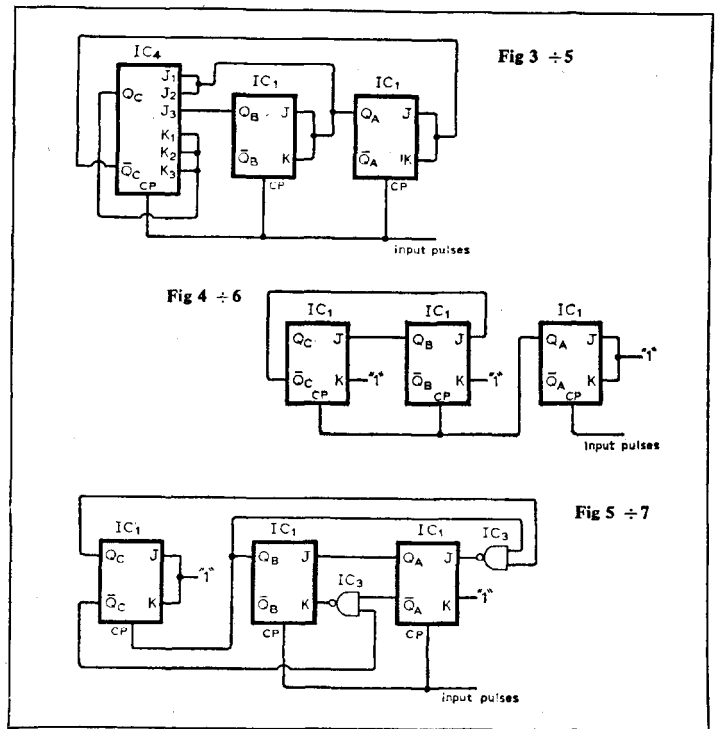 Fig 3 ÷5
IC4
J1
J2
J3
K1
K2
K3
QC
Q̄C
CP
IC1
QB
Q̄B
J
K
CP
IC1
QA
Q̄A
J
K
CP
input pulses
Fig 4 ÷6
IC1
QC
Q̄C
J
K
"1"
CP
IC1
QB
Q̄B
J
K
"1"
CP
IC1
QA
Q̄A
J
K
"1"
CP
input pulses
Fig 5 ÷7
IC1
QC
Q̄C
J
K
"1"
CP
IC1
QB
Q̄B
J
K
CP
IC3
IC1
QA
Q̄A
J
K
"1"
CP
IC3
input pulses